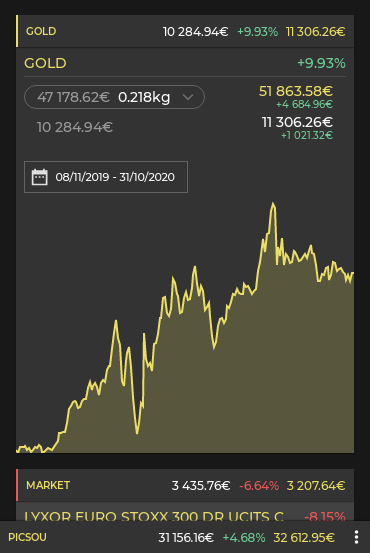 GOLD 10 284.94€ +9.93% 11 306.26€
GOLD +9.93%
47 178.62€ 0.218kg 51 863.58€
+4 684.96€
10 284.94€ 11 306.26€
+1 021.32€
08/11/2019 - 31/10/2020
MARKET 3 435.76€ -6.64% 3 207.64€
LYXOR EURO STOXX 300 DR UCITS C -8.15%
PICSOU 31 156.16€ +4.68% 32 612.95€